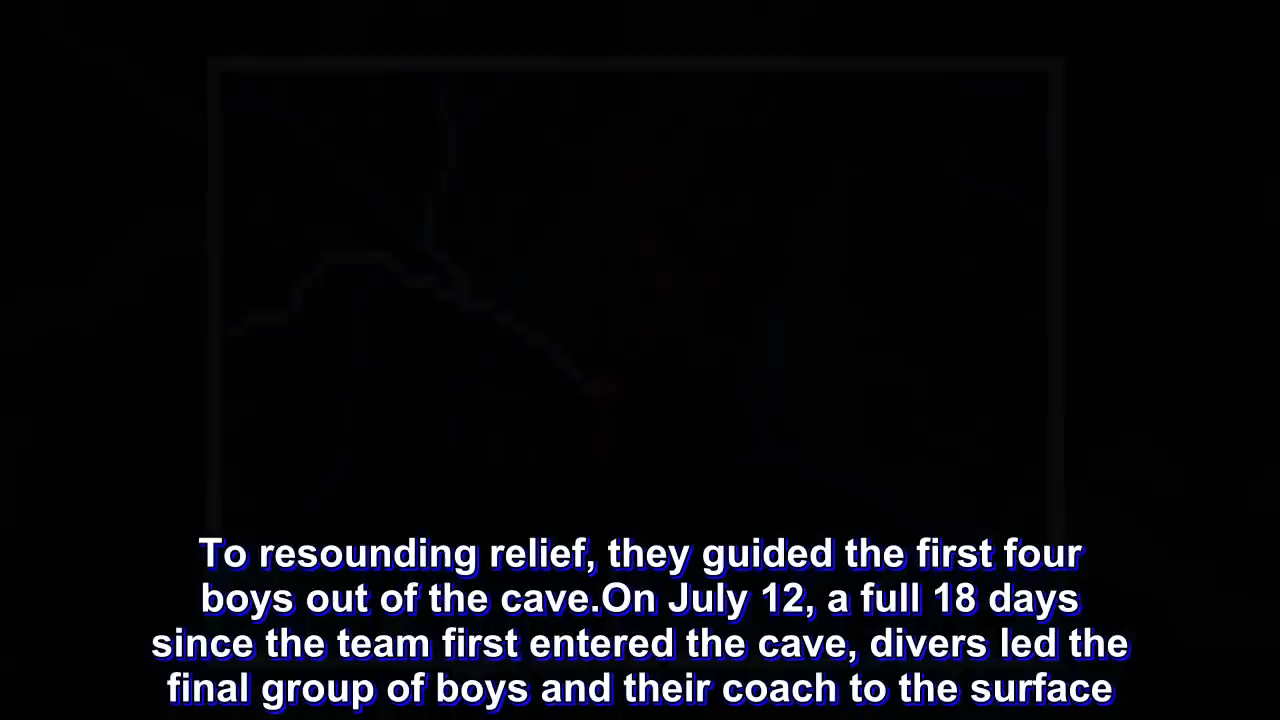 To resounding relief, they guided the first four
boys out of the cave.On July 12, a full 18 days
since the team first entered the cave, divers led the
final group of boys and their coach to the surface